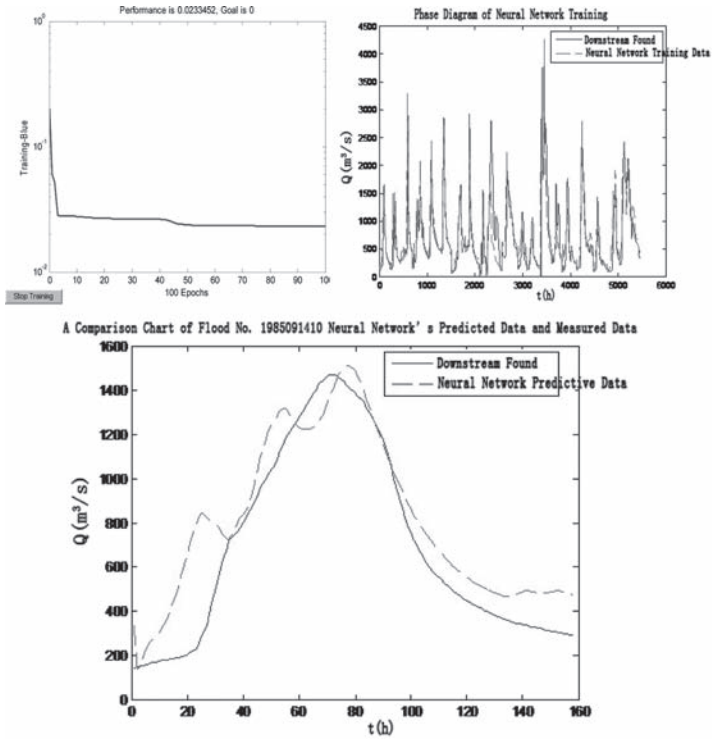 Performance is 0.0233452, Goal is 0
10⁰
10⁻¹
10⁻²
Training-Blue
0 10 20 30 40 50 60 70 80 90 100
100 Epochs
Stop Training
Phase Diagram of Neural Network Training
Downstream Found
Neural Network Training Data
4500
4000
3500
3000
2500
2000
1500
1000
500
0
Q(m³/s)
0 1000 2000 3000 4000 5000 6000
t(h)
A Comparison Chart of Flood No. 1985091410 Neural Network's Predicted Data and Measured Data
Downstream Found
Neural Network Predictive Data
1600
1400
1200
1000
800
600
400
200
0
Q(m³/s)
0 20 40 60 80 100 120 140 160
t(h)